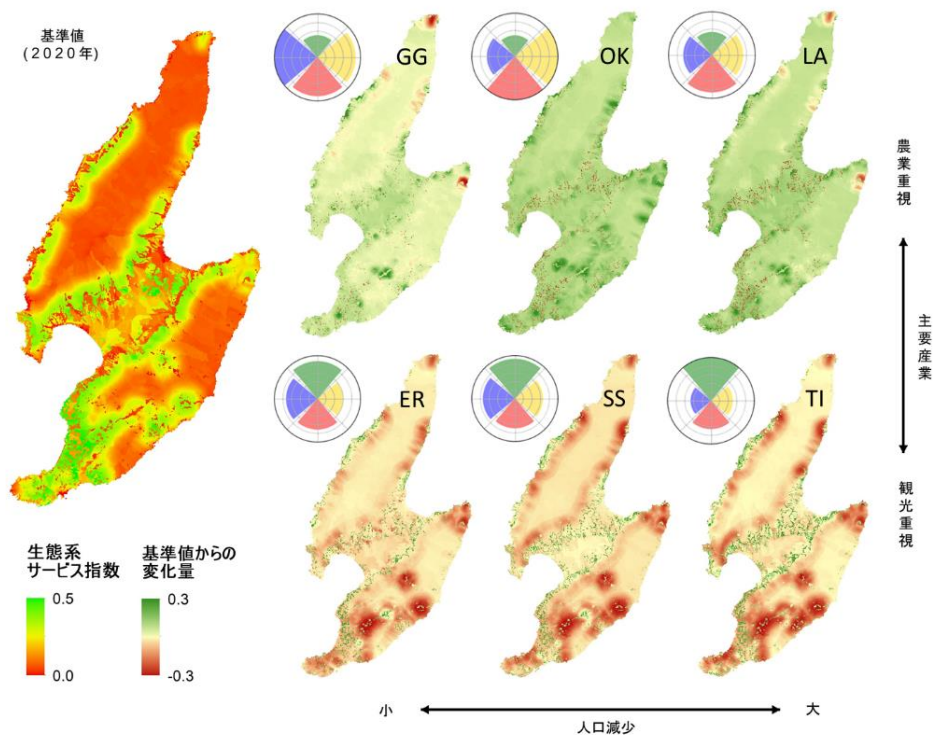 基準値
(2020年)
GG
OK
LA
農業重視
主要産業
ER
SS
TI
観光重視
生態系
サービス指数
0.5
0.0
基準値からの
変化量
0.3
-0.3
小
人口減少
大